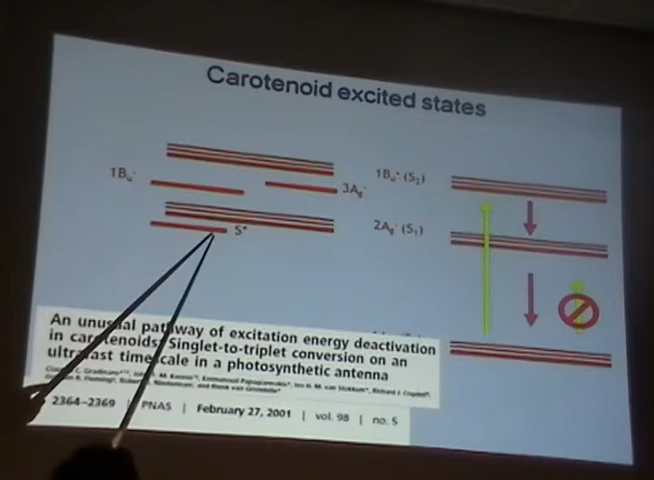 Carotenoid excited states
1Bu-
3Ag-
1Bu+ (S2)
S*
2Ag- (S1)
An unusual pathway of excitation energy deactivation
in carotenoids: Singlet-to-triplet conversion on an
ultrafast timescale in a photosynthetic antenna
2364–2369 | PNAS | February 27, 2001 | vol. 98 | no. 5